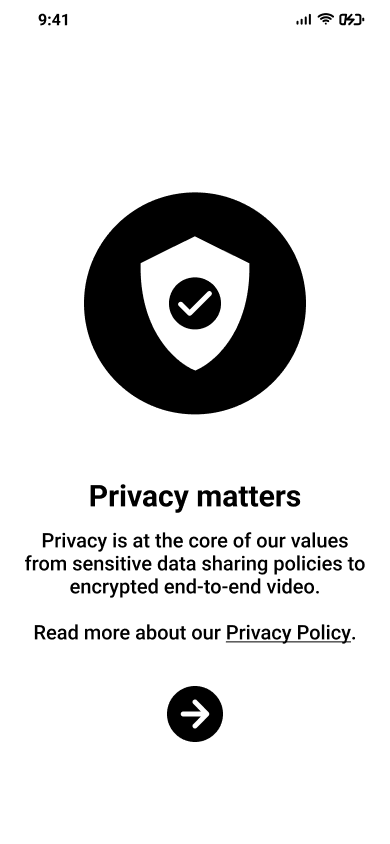 9:41
Privacy matters
Privacy is at the core of our values
from sensitive data sharing policies to
encrypted end-to-end video.
Read more about our Privacy Policy.